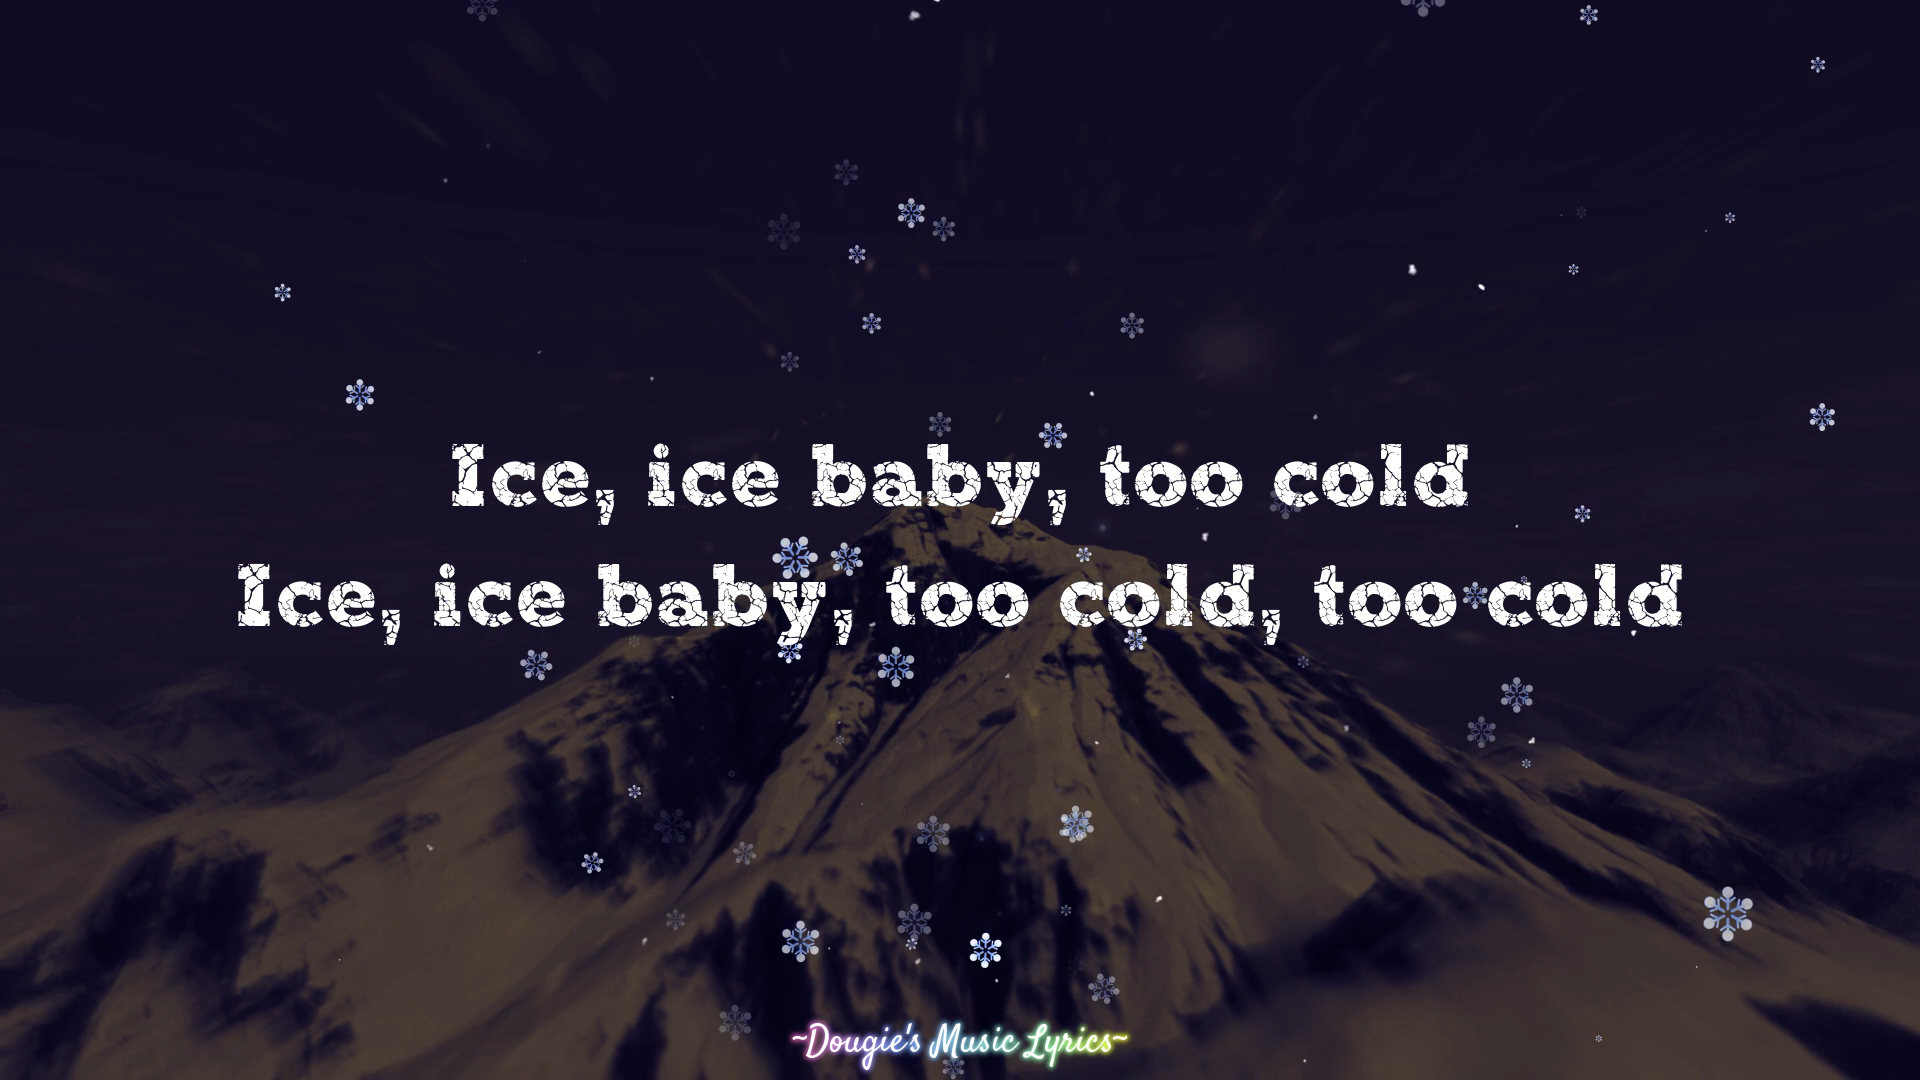 Ice, ice baby, too cold
Ice, ice baby, too cold, too cold
~Dougie's Music Lyrics~